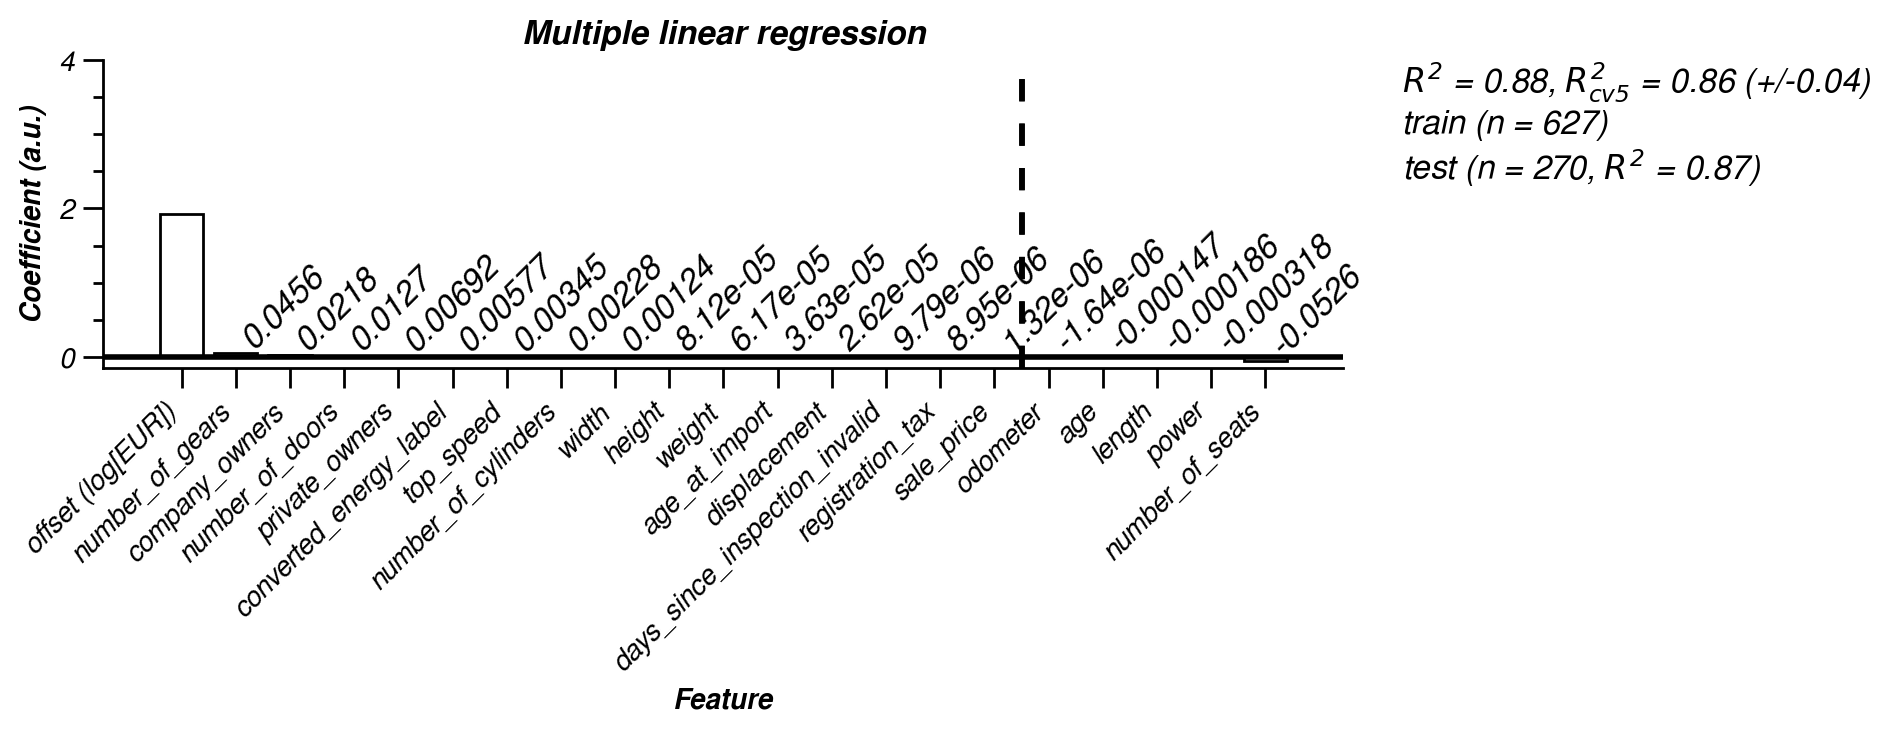 Multiple linear regression
R² = 0.88, R²cv5 = 0.86 (+/-0.04)
train (n = 627)
test (n = 270, R² = 0.87)
Coefficient (a.u.)
4
2
0
0.0456
0.0218
0.0127
0.00692
0.00577
0.00345
0.00228
0.00124
8.12e-05
6.17e-05
3.63e-05
2.62e-05
9.79e-06
8.95e-06
1.32e-06
-1.64e-06
-0.000147
-0.000186
-0.000318
-0.0526
offset (log[EUR])
number_of_gears
company_owners
number_of_doors
private_owners
converted_energy_label
top_speed
number_of_cylinders
width
height
weight
age_at_import
displacement
days_since_inspection_invalid
registration_tax
sale_price
odometer
age
length
power
number_of_seats
Feature